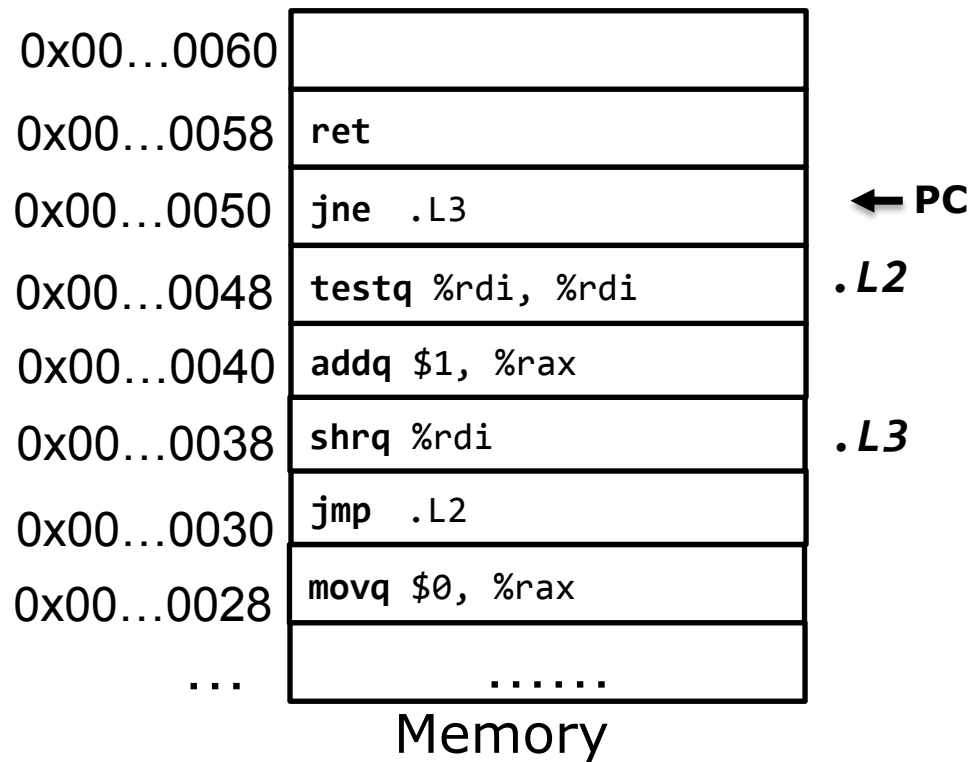 0x00…0060
0x00…0058 ret
0x00…0050 jne .L3 PC
0x00…0048 testq %rdi, %rdi .L2
0x00…0040 addq $1, %rax
0x00…0038 shrq %rdi .L3
0x00…0030 jmp .L2
0x00…0028 movq $0, %rax
... ......
Memory